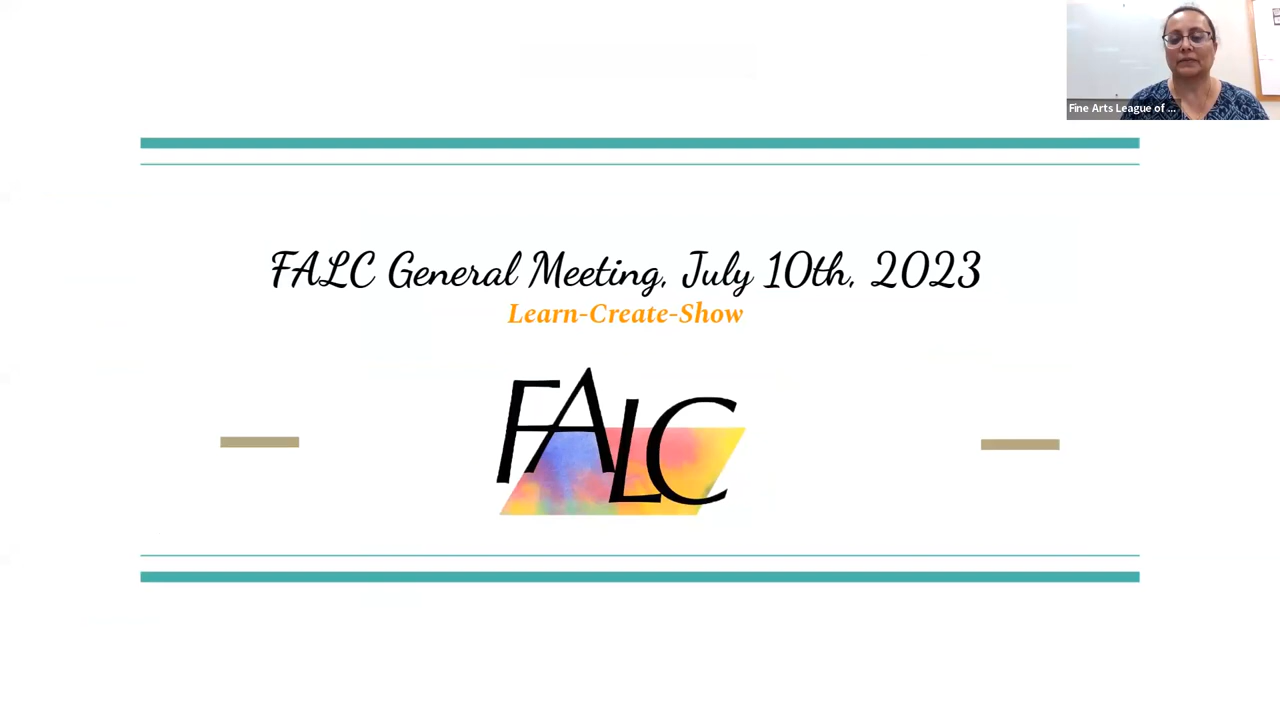 Fine Arts League of ...
FALC General Meeting, July 10th, 2023
Learn-Create-Show
FALC